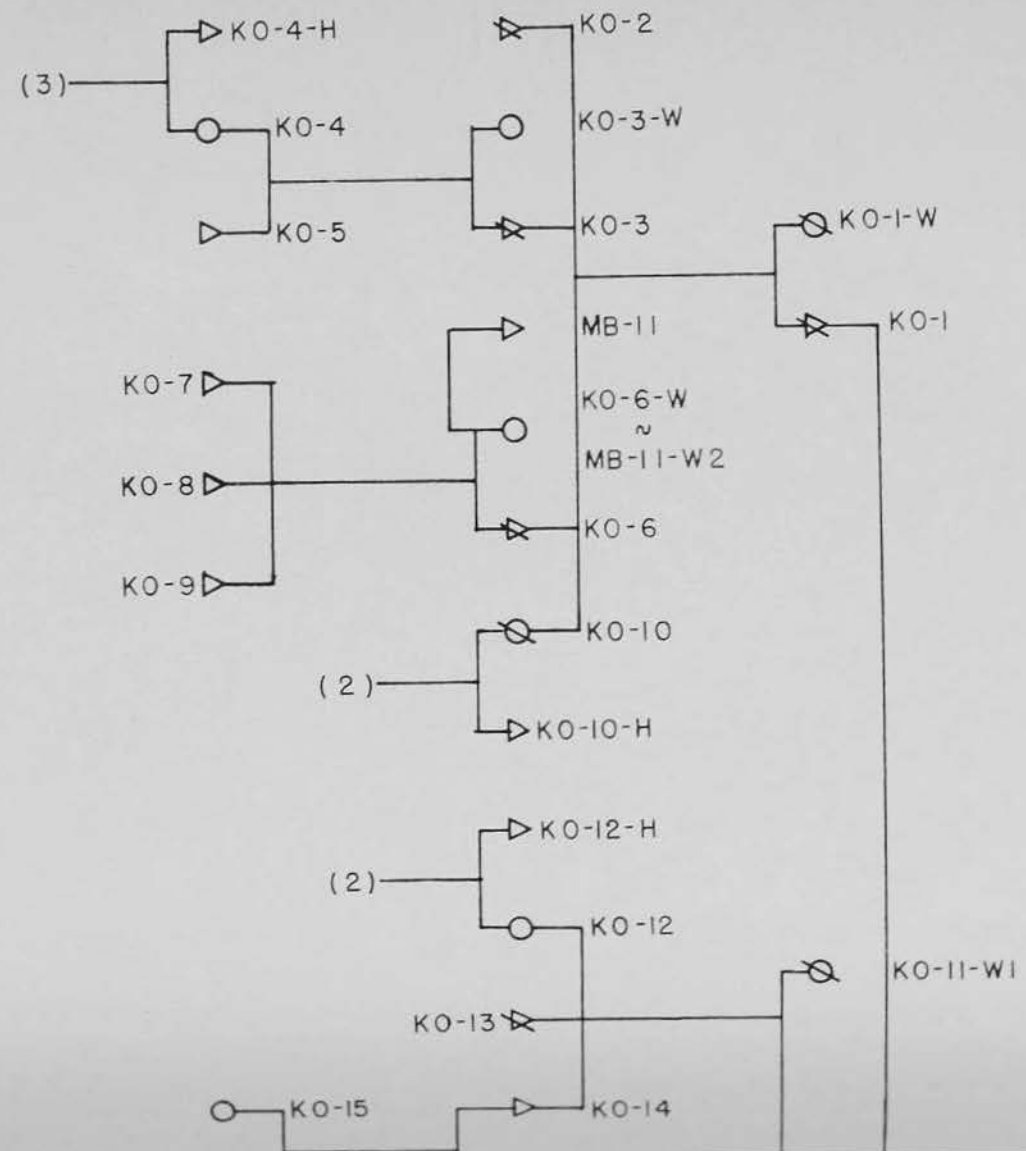 KO-4-H
KO-2
(3)
KO-4
KO-3-W
KO-5
KO-3
KO-1-W
MB-11
KO-1
KO-7
KO-6-W
~
MB-11-W2
KO-8
KO-6
KO-9
KO-10
(2)
KO-10-H
KO-12-H
(2)
KO-12
KO-11-W1
KO-13
KO-15
KO-14